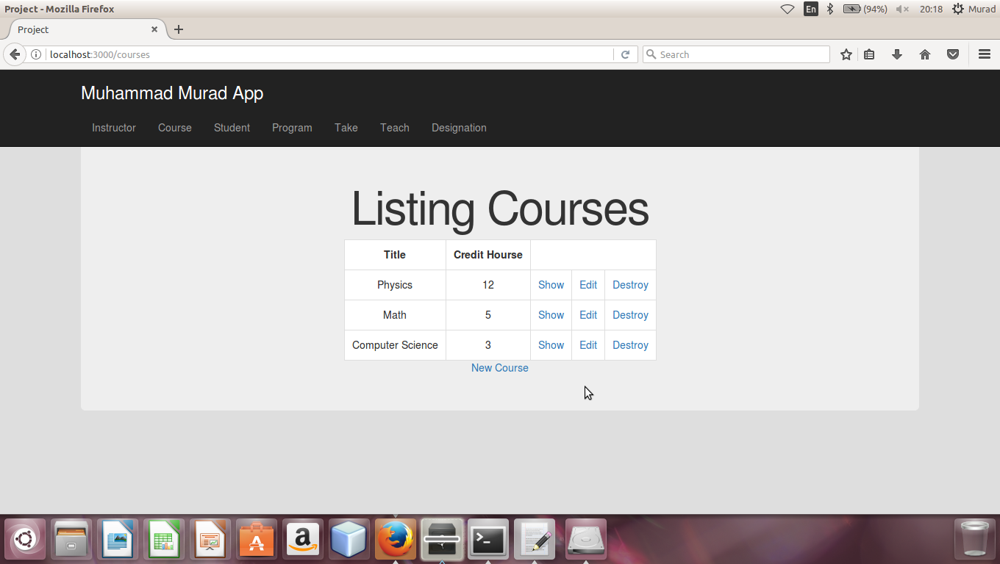 Project - Mozilla Firefox
En (94%) 20:18 Murad
Project
localhost:3000/courses Search
Muhammad Murad App
Instructor Course Student Program Take Teach Designation
Listing Courses
Title Credit Hourse
Physics 12 Show Edit Destroy
Math 5 Show Edit Destroy
Computer Science 3 Show Edit Destroy
New Course